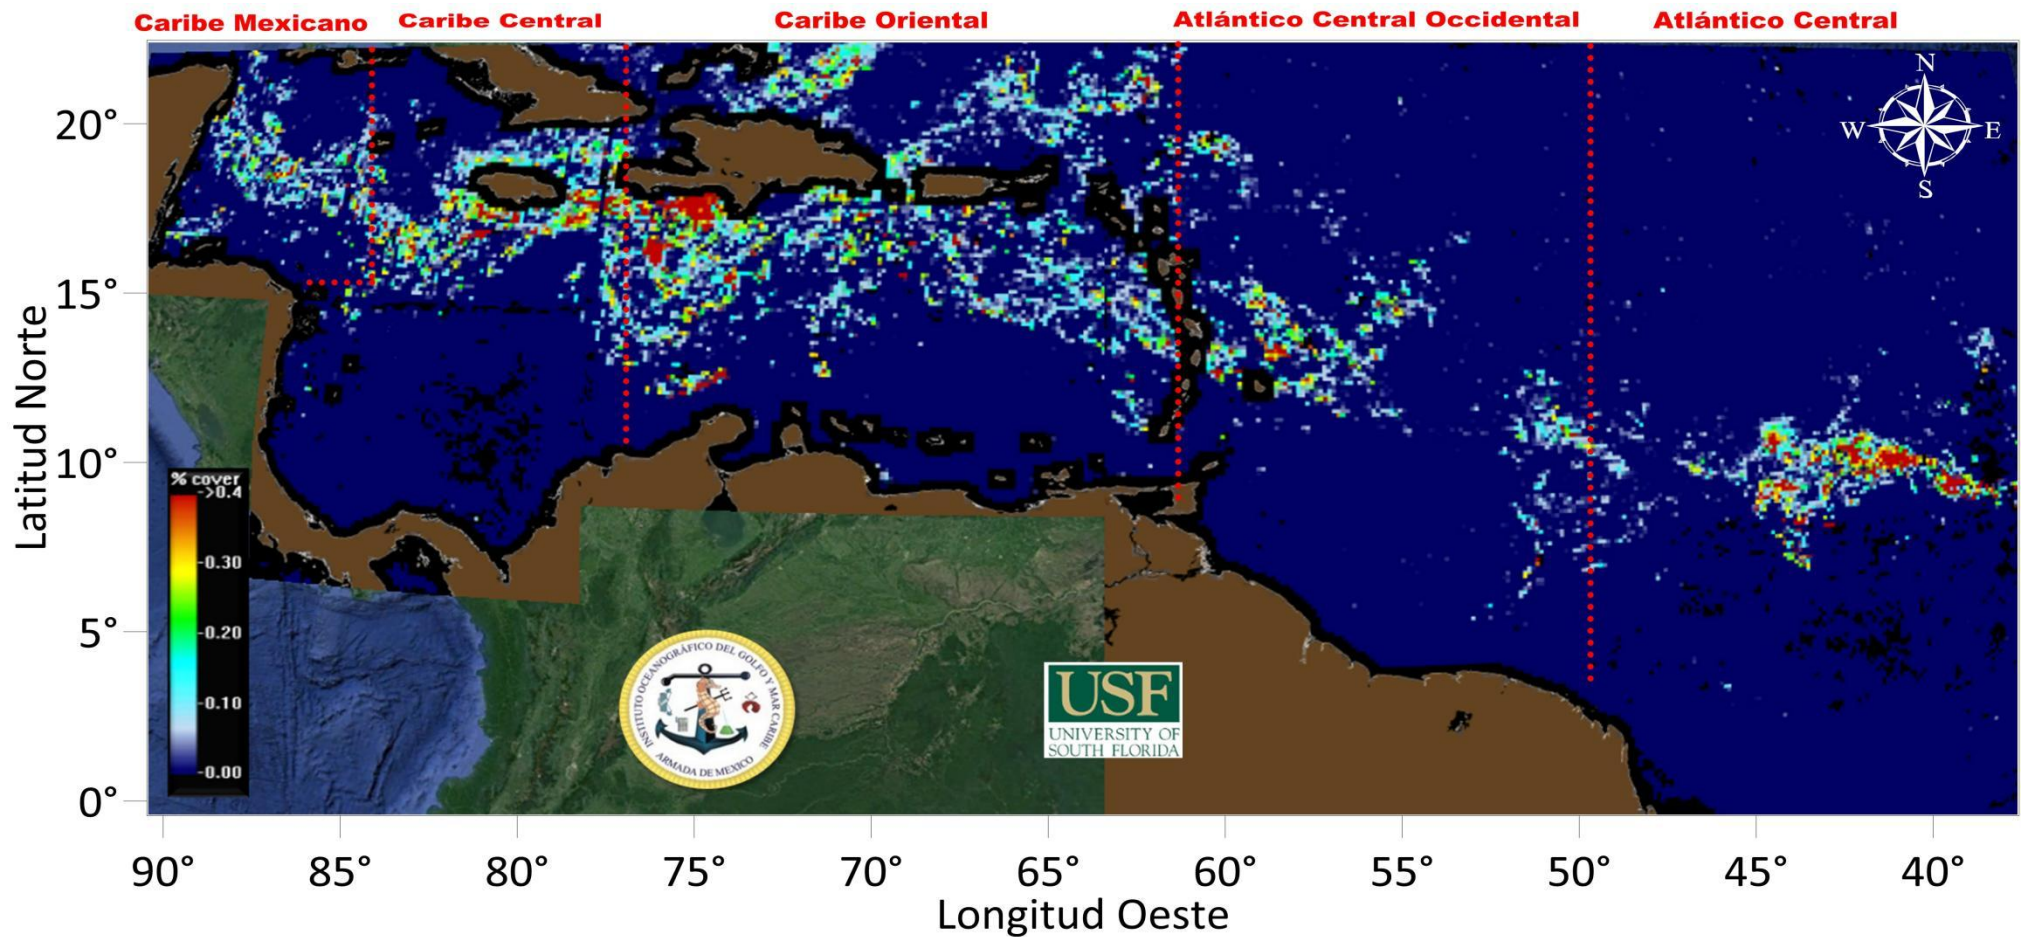 Caribe Mexicano Caribe Central Caribe Oriental Atlántico Central Occidental Atlántico Central
N
W E
S
20°
15°
10°
5°
0°
Latitud Norte
% cover
->0.4
-0.30
-0.20
-0.10
-0.00
INSTITUTO OCEANOGRÁFICO DEL GOLFO Y MAR CARIBE
ARMADA DE MEXICO
USF
UNIVERSITY OF
SOUTH FLORIDA
90° 85° 80° 75° 70° 65° 60° 55° 50° 45° 40°
Longitud Oeste